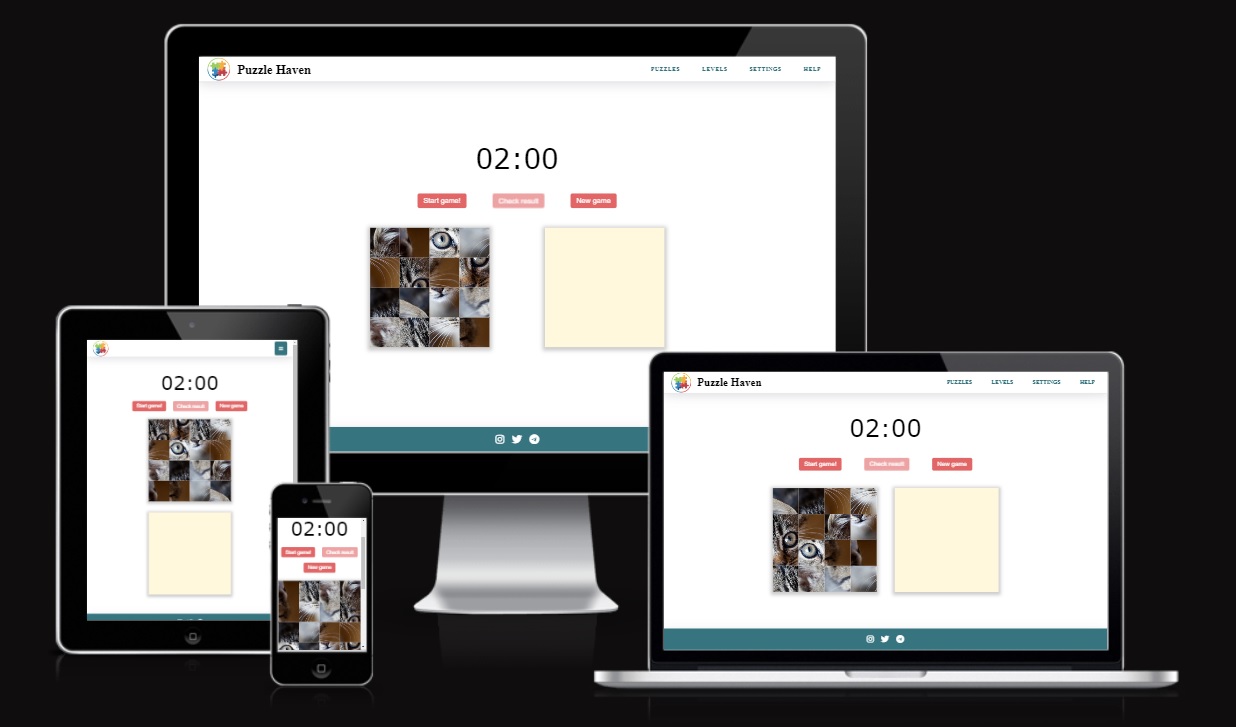 Puzzle Haven PUZZLES LEVELS SETTINGS HELP
02:00
Start game! Check result New game
02:00
Start game! Check result New game
02:00
Start game! Check result
New game
Puzzle Haven PUZZLES LEVELS SETTINGS HELP
02:00
Start game! Check result New game